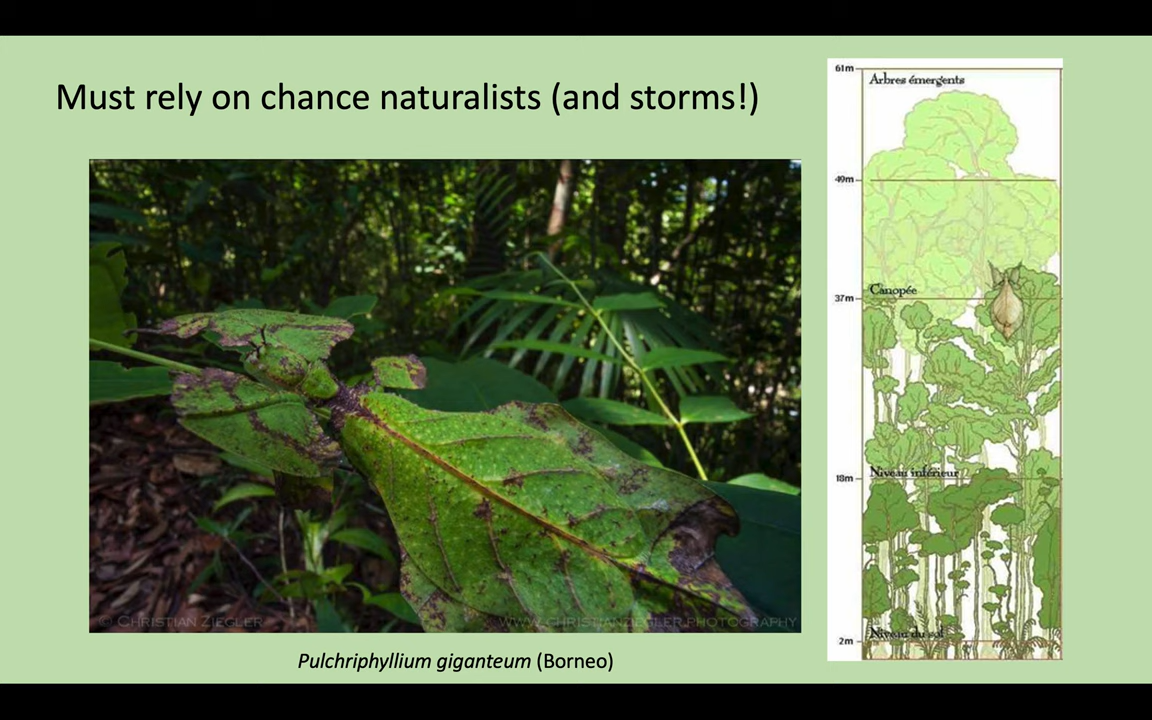 Must rely on chance naturalists (and storms!)
© CHRISTIAN ZIEGLER
WWW.CHRISTIANZIEGLER.PHOTOGRAPHY
Pulchriphyllium giganteum (Borneo)
61m
Arbres émergents
49m
Canopée
37m
Niveau inférieur
18m
Niveau du sol
2m